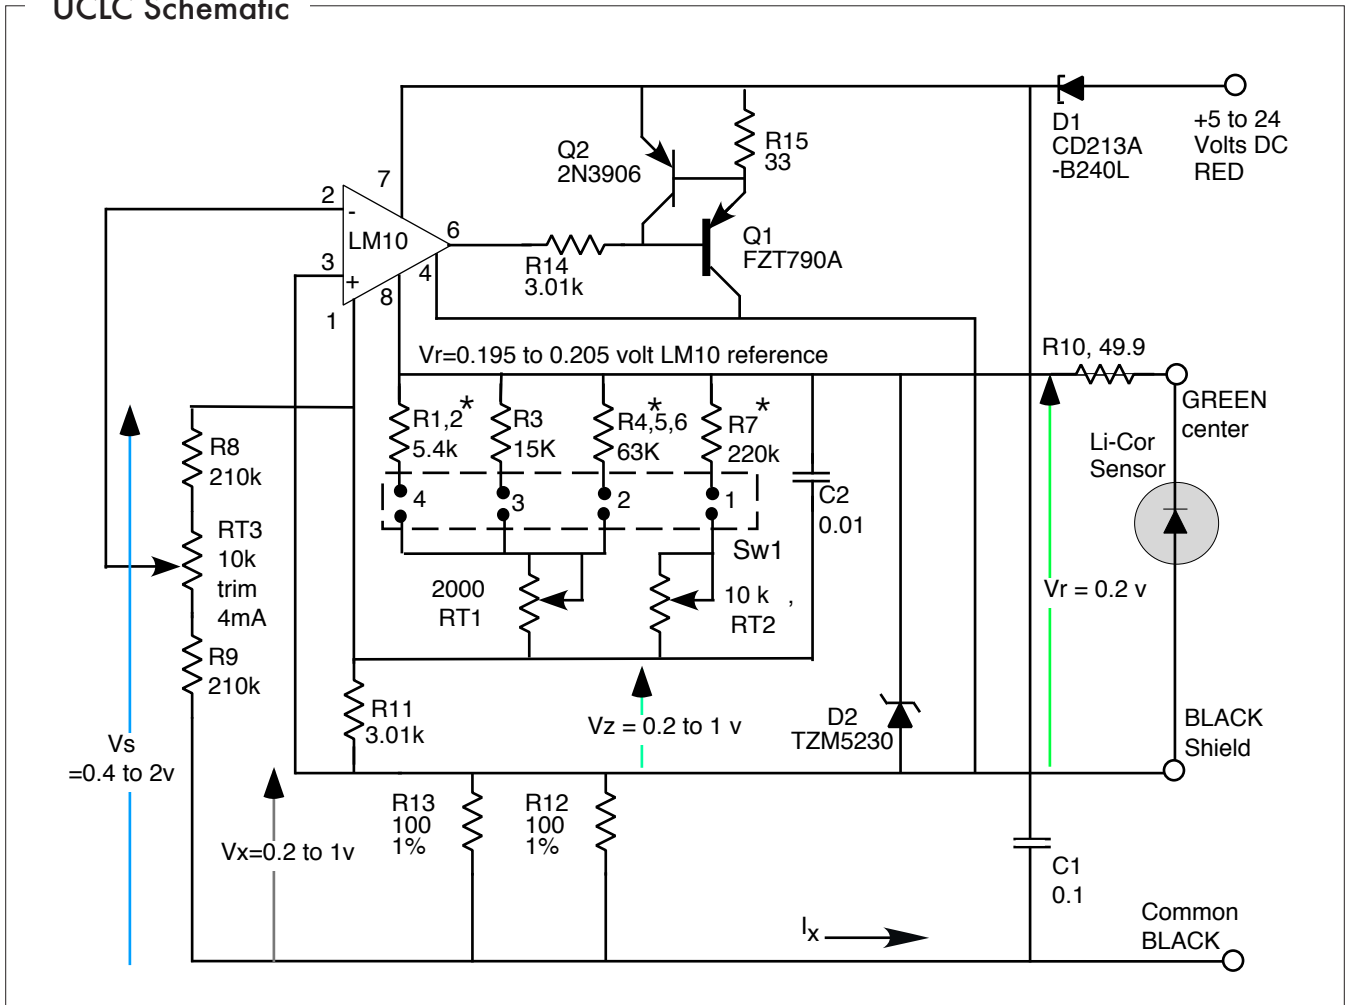 UCLC Schematic
D1
CD213A
-B240L
+5 to 24
Volts DC
RED
R15
33
Q2
2N3906
7
2
-
LM10
6
3
+
4
8
1
R14
3.01k
Q1
FZT790A
Vr=0.195 to 0.205 volt LM10 reference
R10, 49.9
GREEN
center
Li-Cor
Sensor
R8
210k
R1,2*
5.4k
R3
15K
R4,5,6*
63K
R7*
220k
4
3
2
1
C2
0.01
Sw1
RT3
10k
trim
4mA
2000
RT1
10 k ,
RT2
Vr = 0.2 v
R9
210k
R11
3.01k
Vz = 0.2 to 1 v
D2
TZM5230
BLACK
Shield
Vs
=0.4 to 2v
R13
100
1%
R12
100
1%
Vx=0.2 to 1v
C1
0.1
Ix
Common
BLACK